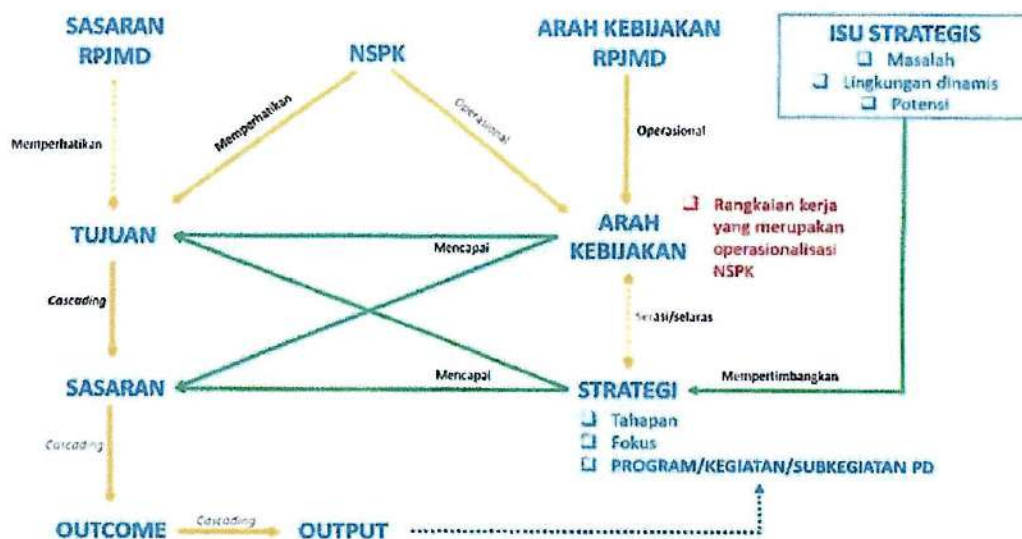 SASARAN
RPJMD
NSPK
ARAH KEBIJAKAN
RPJMD
ISU STRATEGIS
❑ Masalah
❑ Lingkungan dinamis
❑ Potensi
Memperhatikan
Memperhatikan
Operasional
Operasional
TUJUAN
Mencapai
ARAH
KEBIJAKAN
❑ Rangkaian kerja
yang merupakan
operasionalisasi
NSPK
Cascading
Serasi/selaras
SASARAN
Mencapai
STRATEGI
Mempertimbangkan
❑ Tahapan
❑ Fokus
❑ PROGRAM/KEGIATAN/SUBKEGIATAN PD
Cascading
OUTCOME
Cascading
OUTPUT